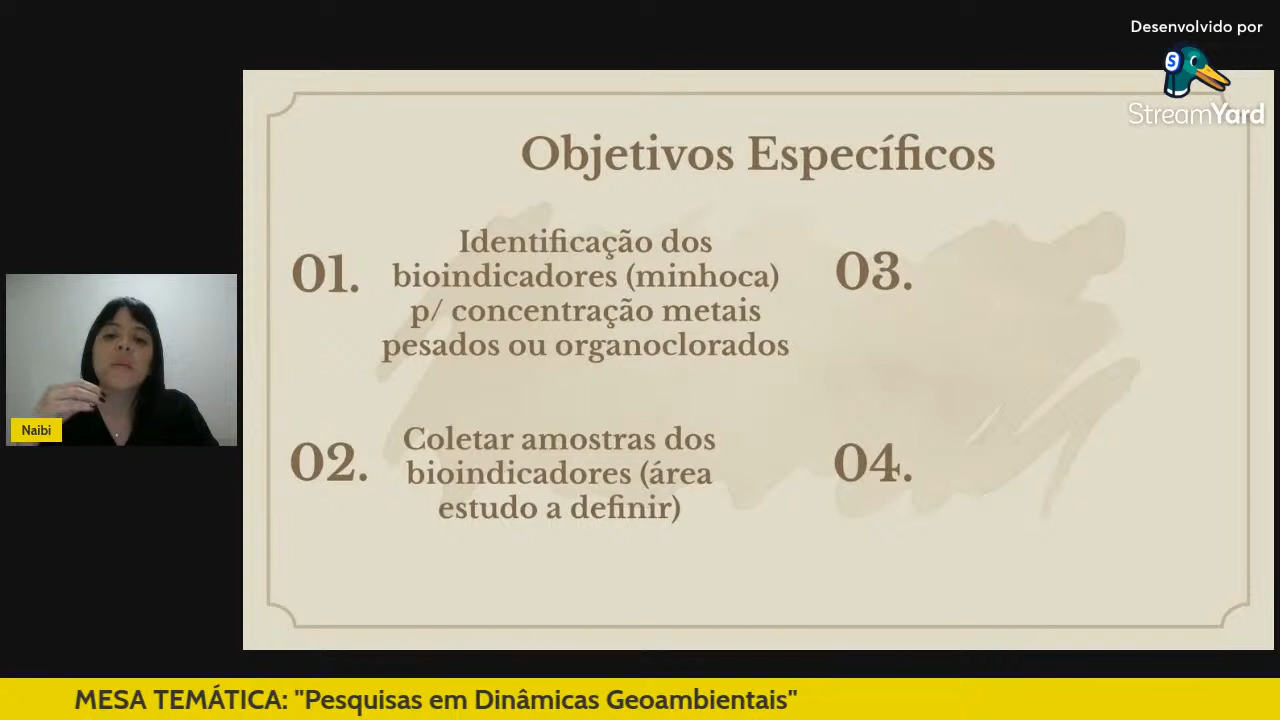 Desenvolvido por
StreamYard
Objetivos Específicos
01.
Identificação dos
bioindicadores (minhoca)
p/ concentração metais
pesados ou organoclorados
02.
Coletar amostras dos
bioindicadores (área
estudo a definir)
03.
04.
Naibi
MESA TEMÁTICA: "Pesquisas em Dinâmicas Geoambientais"